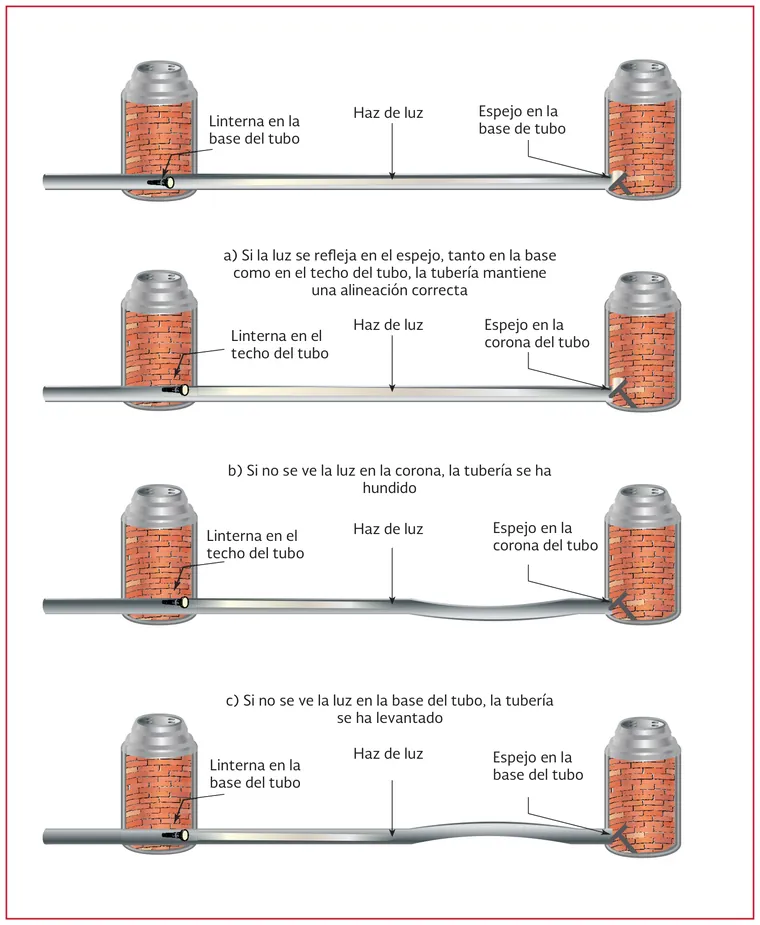 Linterna en la
base del tubo
Haz de luz
Espejo en la
base de tubo
a) Si la luz se refleja en el espejo, tanto en la base
como en el techo del tubo, la tubería mantiene
una alineación correcta
Linterna en el
techo del tubo
Haz de luz
Espejo en la
corona del tubo
b) Si no se ve la luz en la corona, la tubería se ha
hundido
Linterna en el
techo del tubo
Haz de luz
Espejo en la
corona del tubo
c) Si no se ve la luz en la base del tubo, la tubería
se ha levantado
Linterna en la
base del tubo
Haz de luz
Espejo en la
base del tubo